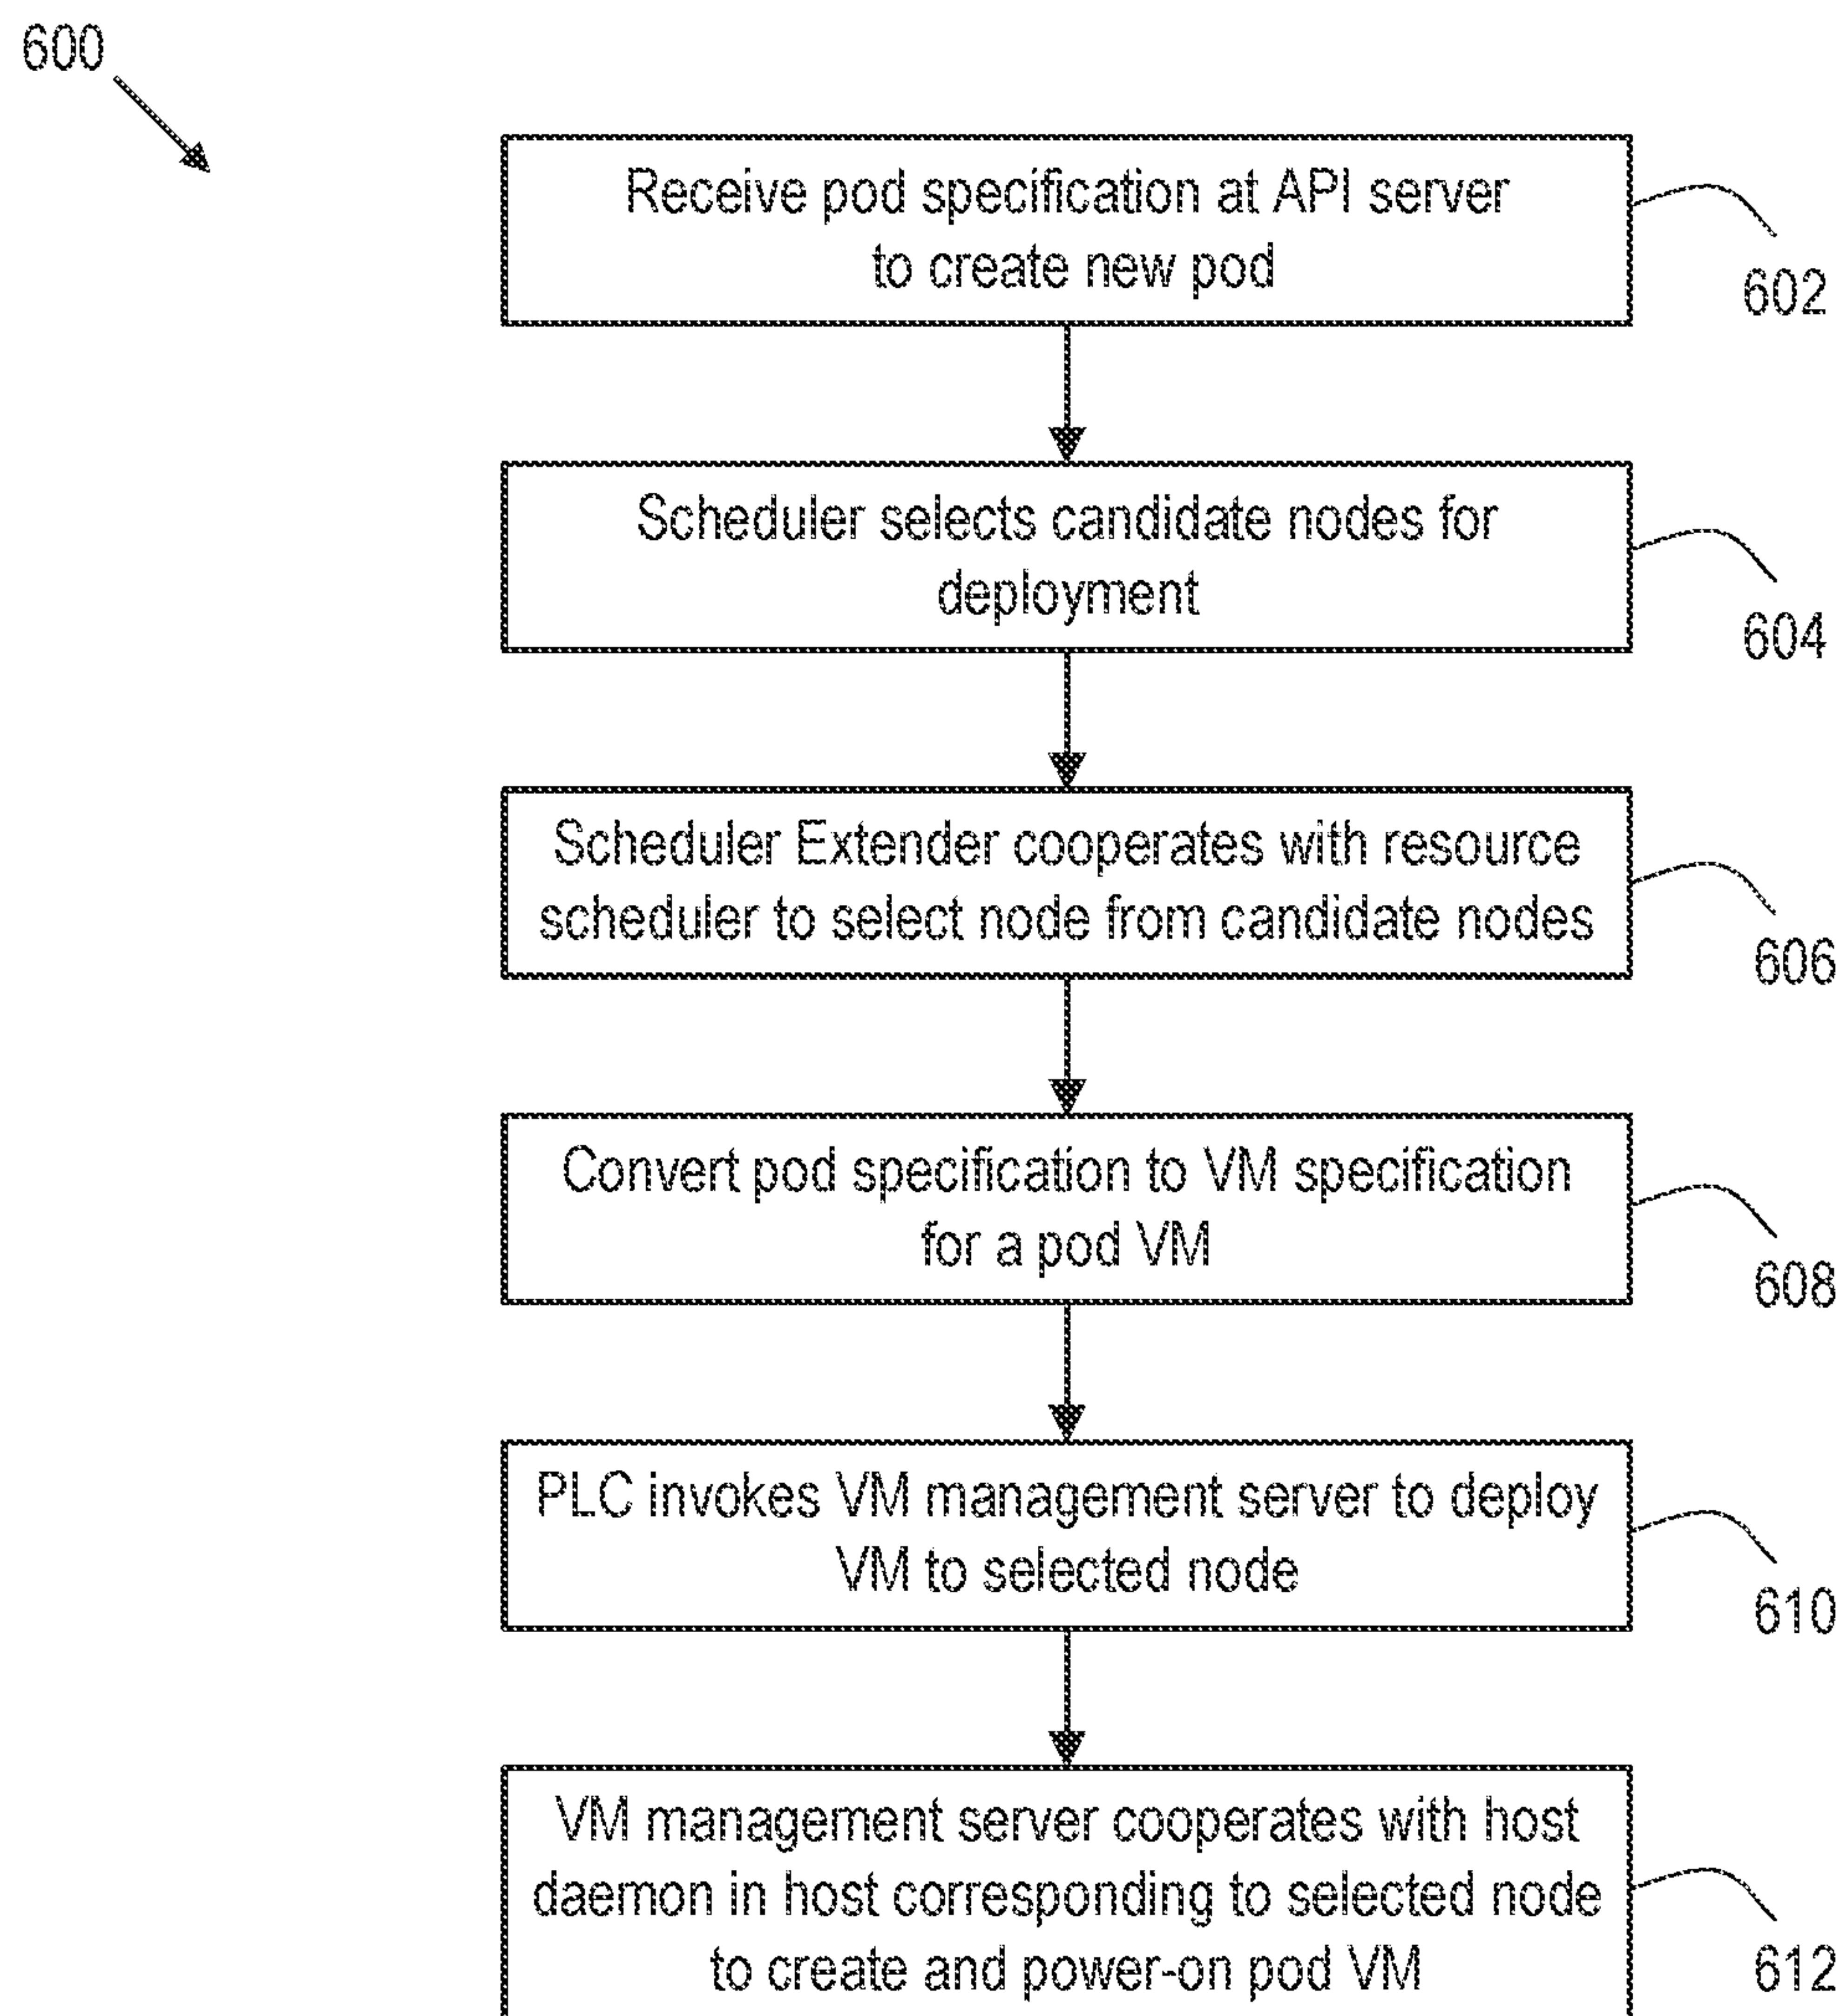 600
Receive pod specification at API server
to create new pod
602
Scheduler selects candidate nodes for
deployment
604
Scheduler Extender cooperates with resource
scheduler to select node from candidate nodes
606
Convert pod specification to VM specification
for a pod VM
608
PLC invokes VM management server to deploy
VM to selected node
610
VM management server cooperates with host
daemon in host corresponding to selected node
to create and power-on pod VM
612